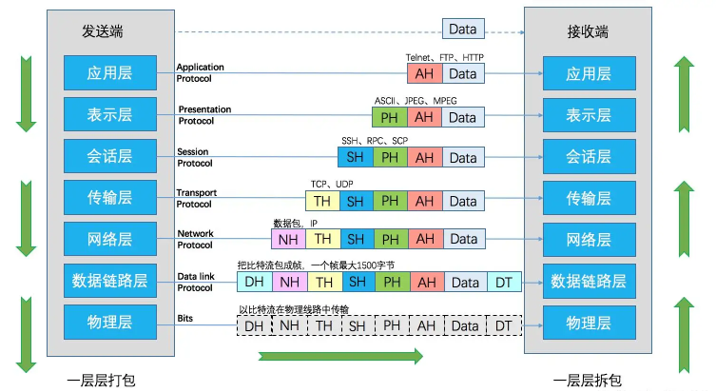 发送端
Data
接收端
Telnet、FTP、HTTP
应用层
Application
Protocol
AH
Data
应用层
ASCII、JPEG、MPEG
表示层
Presentation
Protocol
PH
AH
Data
表示层
SSH、RPC、SCP
会话层
Session
Protocol
SH
PH
AH
Data
会话层
TCP、UDP
传输层
Transport
Protocol
TH
SH
PH
AH
Data
传输层
数据包，IP
网络层
Network
Protocol
NH
TH
SH
PH
AH
Data
网络层
把比特流包成帧，一个帧最大1500字节
数据链路层
Data link
Protocol
DH
NH
TH
SH
PH
AH
Data
DT
数据链路层
以比特流在物理线路中传输
物理层
Bits
DH
NH
TH
SH
PH
AH
Data
DT
物理层
一层层打包
一层层拆包